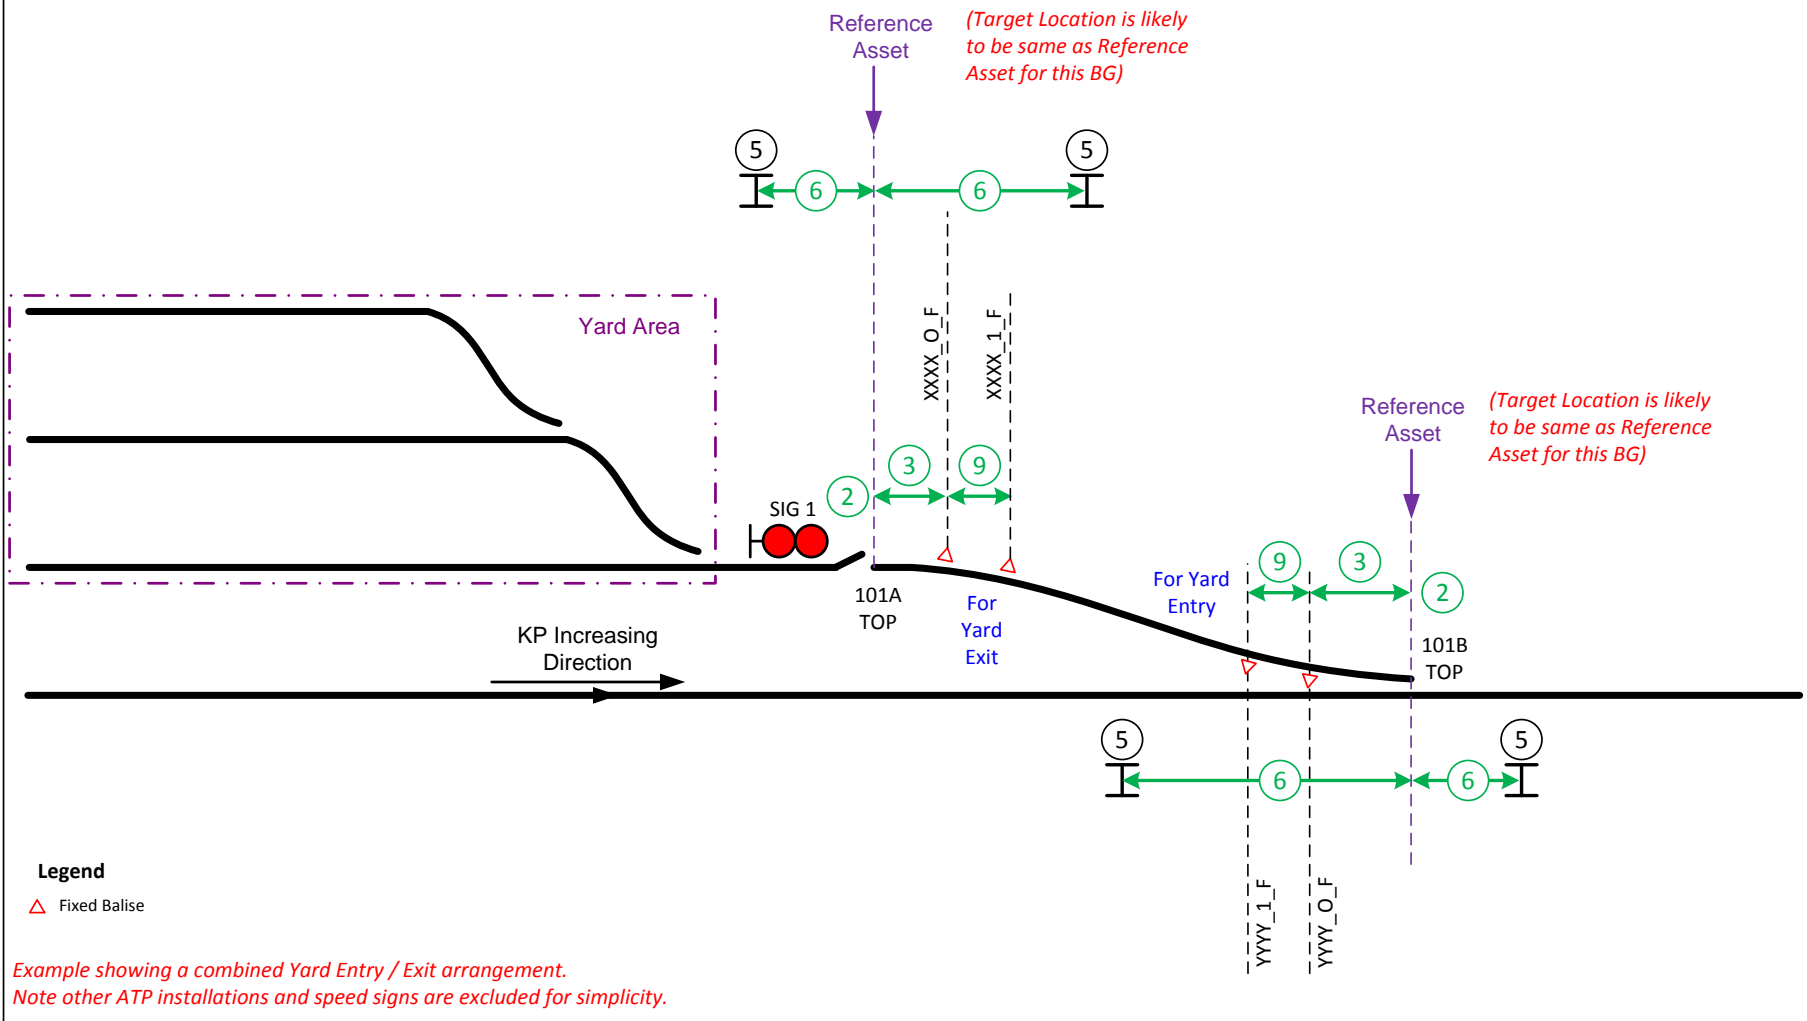 Reference
Asset
(Target Location is likely
to be same as Reference
Asset for this BG)
5
5
6
6
XXXX_O_F
XXXX_1_F
Yard Area
3
9
2
SIG 1
Reference
Asset
(Target Location is likely
to be same as Reference
Asset for this BG)
101A
TOP
For
Yard
Exit
For Yard
Entry
9
3
2
KP Increasing
Direction
101B
TOP
5
5
6
6
YYYY_1_F
YYYY_O_F
Legend
Fixed Balise
Example showing a combined Yard Entry / Exit arrangement.
Note other ATP installations and speed signs are excluded for simplicity.